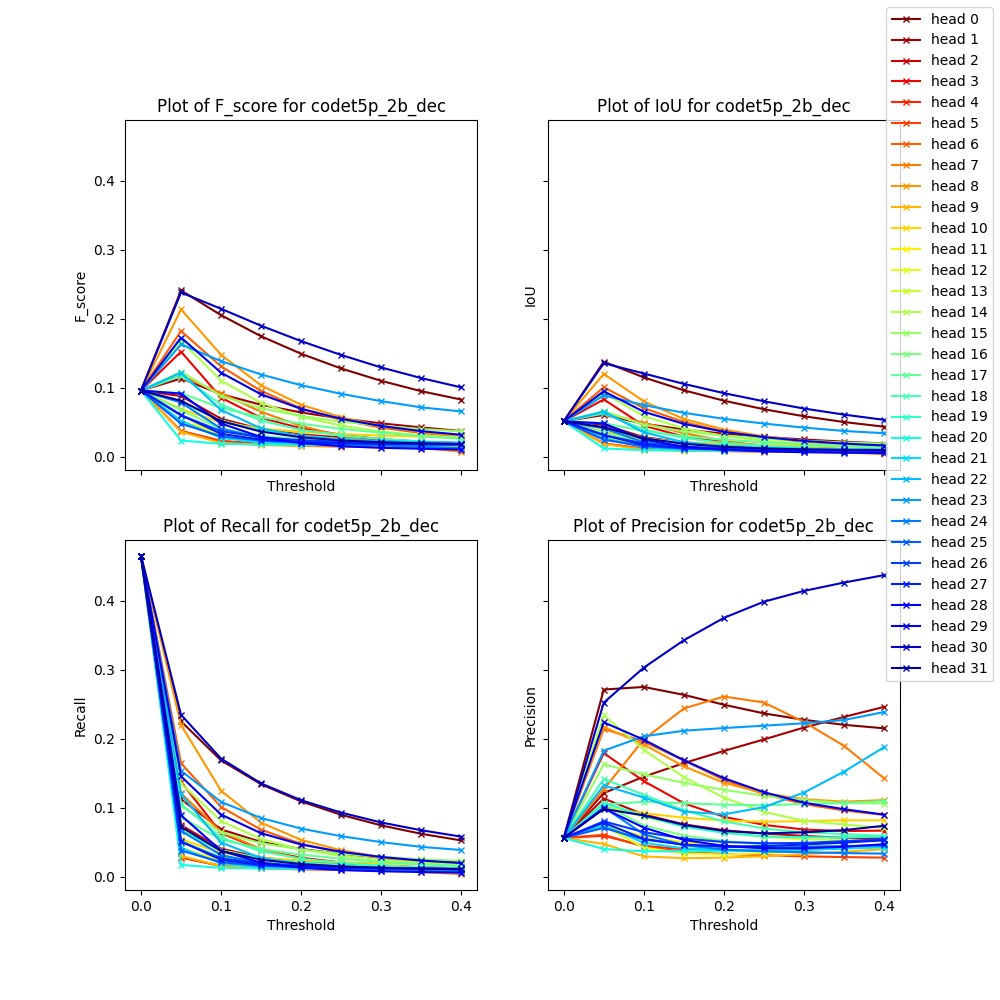 Plot of F_score for codet5p_2b_dec
F_score
0.4
0.3
0.2
0.1
0.0
Threshold
Plot of IoU for codet5p_2b_dec
IoU
Threshold
Plot of Recall for codet5p_2b_dec
Recall
0.4
0.3
0.2
0.1
0.0
0.0 0.1 0.2 0.3 0.4
Threshold
Plot of Precision for codet5p_2b_dec
Precision
0.0 0.1 0.2 0.3 0.4
Threshold
head 0
head 1
head 2
head 3
head 4
head 5
head 6
head 7
head 8
head 9
head 10
head 11
head 12
head 13
head 14
head 15
head 16
head 17
head 18
head 19
head 20
head 21
head 22
head 23
head 24
head 25
head 26
head 27
head 28
head 29
head 30
head 31